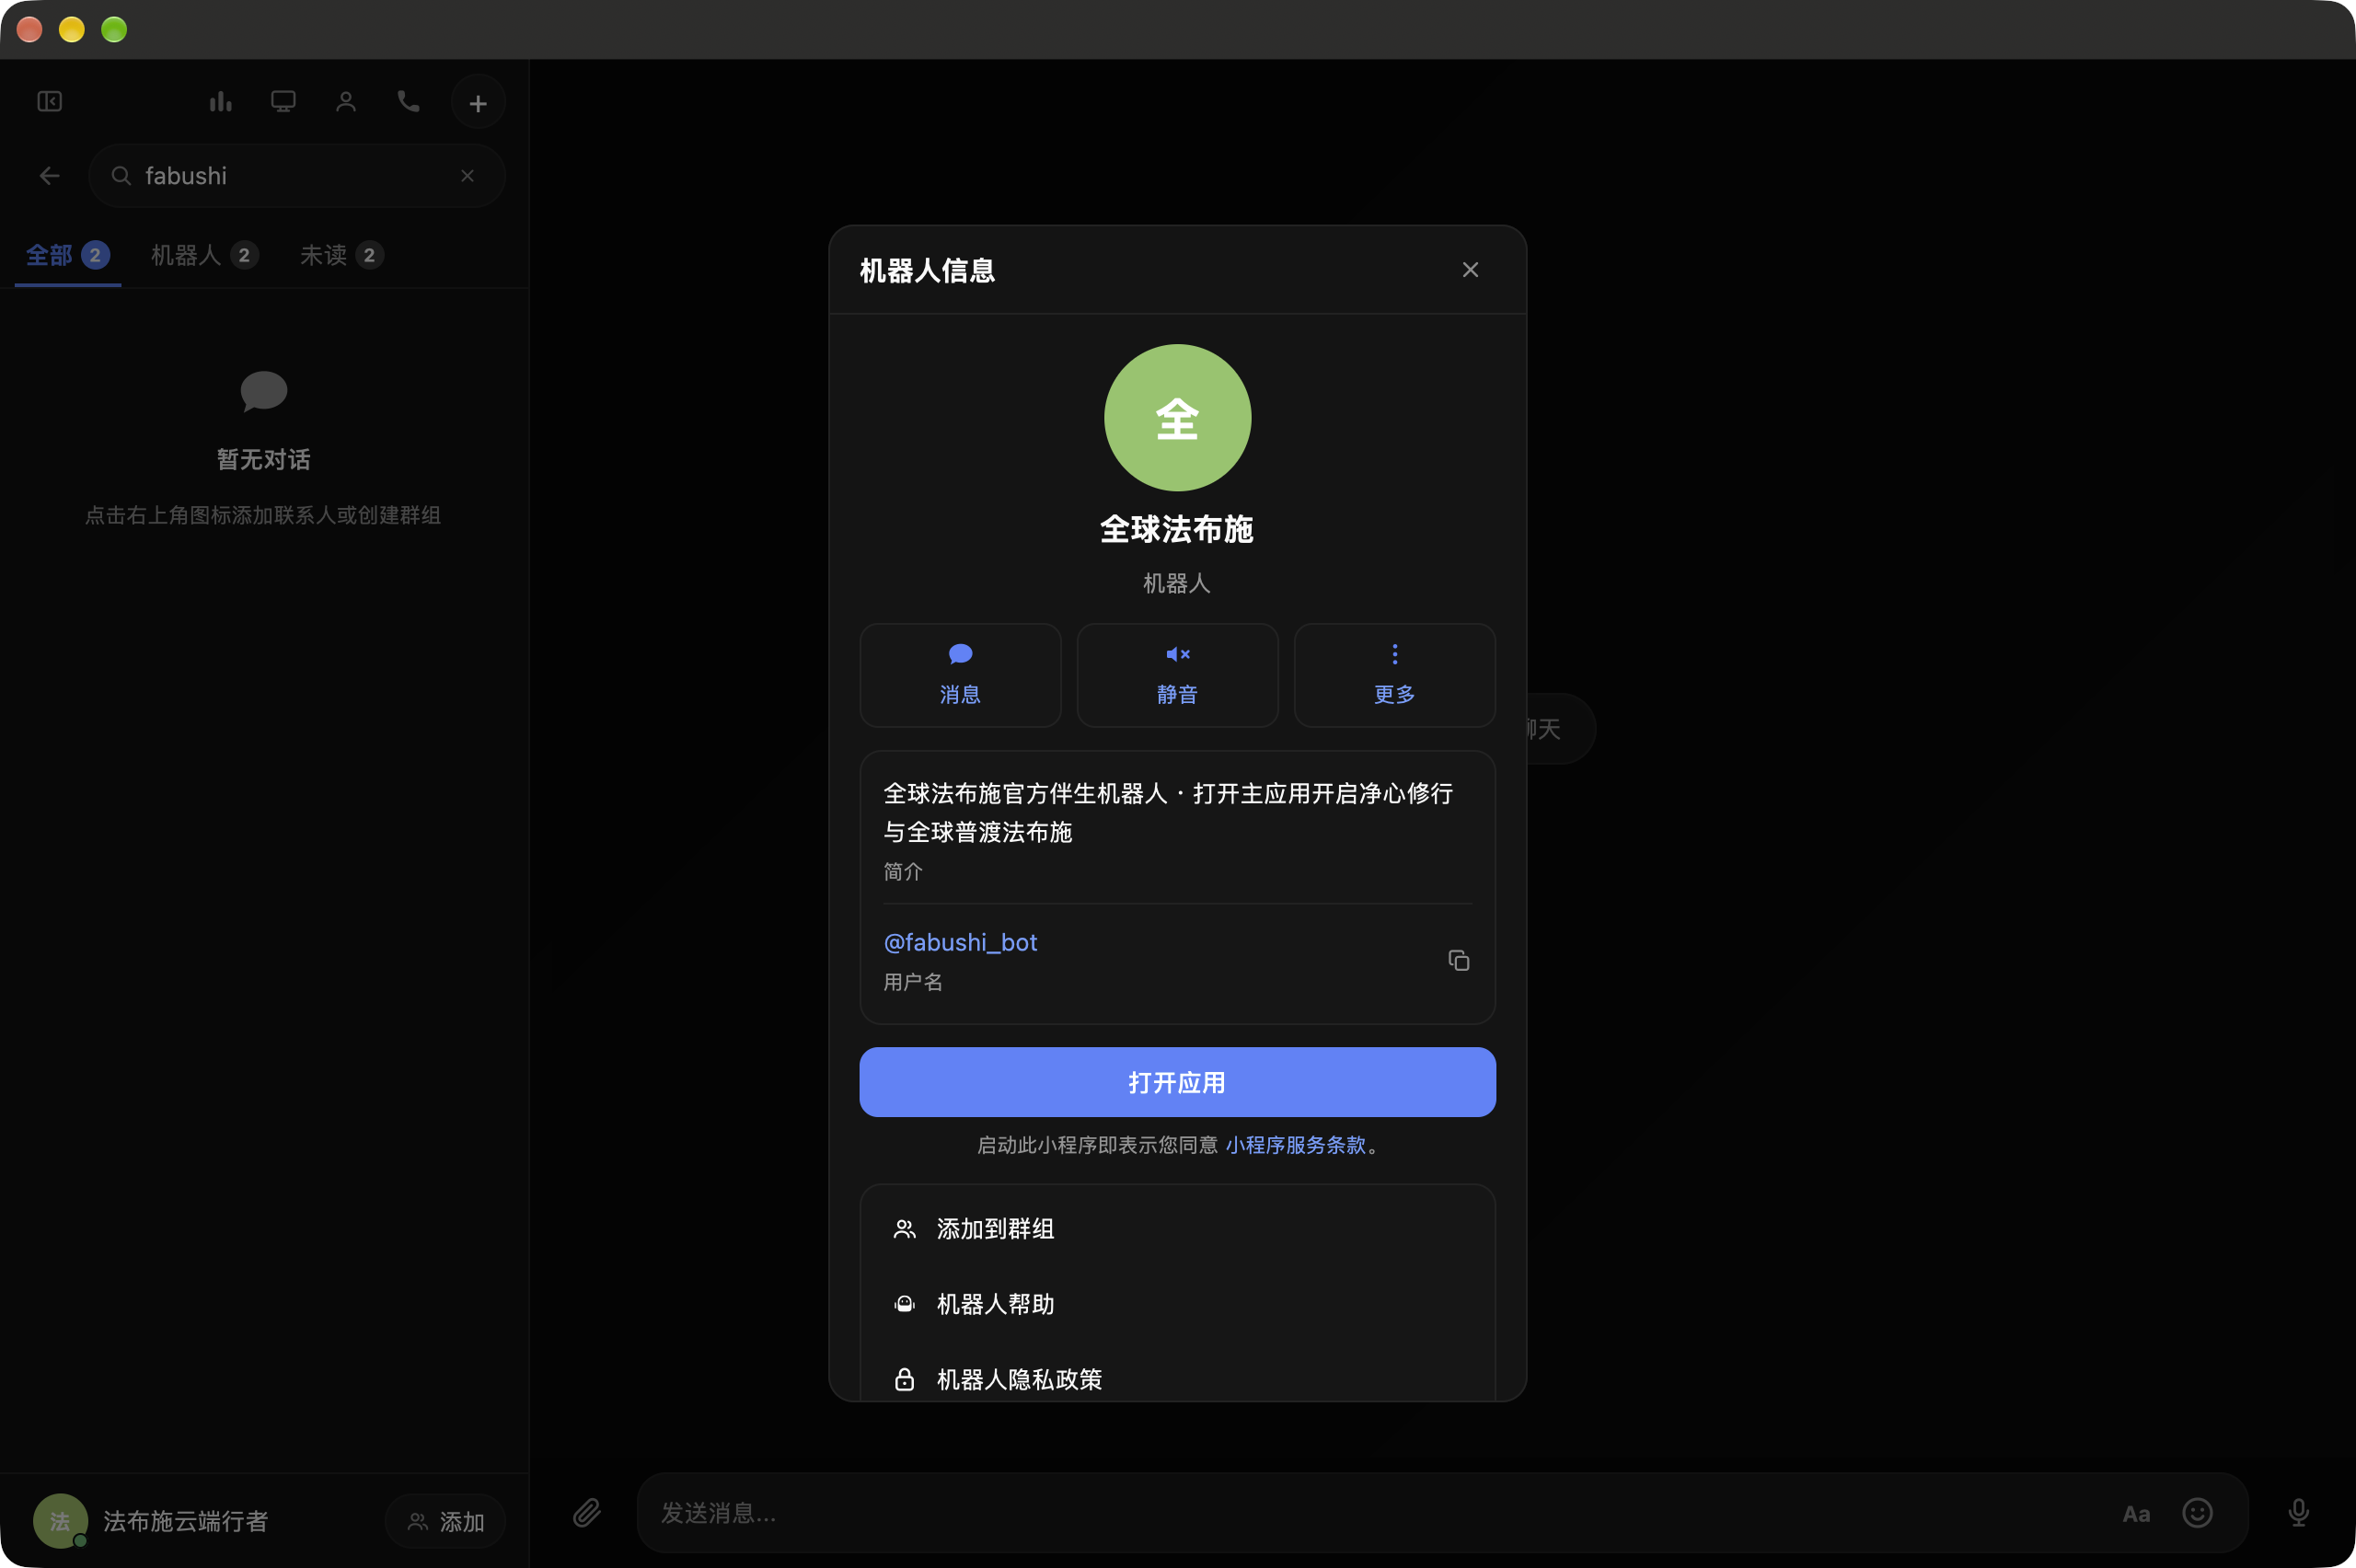 fabushi
全部 2
机器人 2
未读 2
暂无对话
点击右上角图标添加联系人或创建群组
法
法布施云端行者
添加
机器人信息
全
全球法布施
机器人
消息
静音
更多
全球法布施官方伴生机器人 · 打开主应用开启净心修行
与全球普渡法布施
简介
@fabushi_bot
用户名
打开应用
启动此小程序即表示您同意 小程序服务条款。
添加到群组
机器人帮助
机器人隐私政策
天
发送消息...
Aa